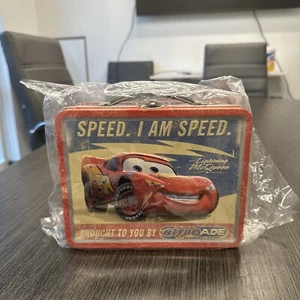 SPEED. I AM SPEED.
Lightning
McQueen
BROUGHT TO YOU BY